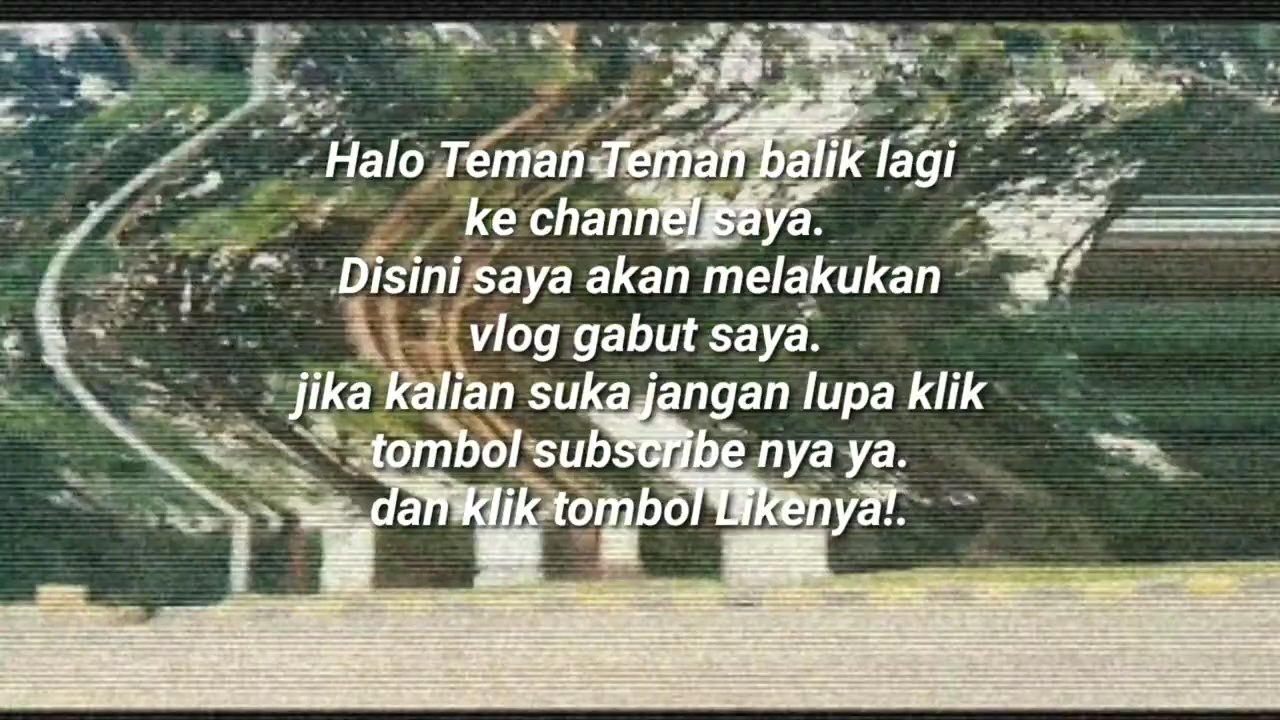 Halo Teman Teman balik lagi
ke channel saya.
Disini saya akan melakukan
vlog gabut saya.
jika kalian suka jangan lupa klik
tombol subscribe nya ya.
dan klik tombol Likenya!.